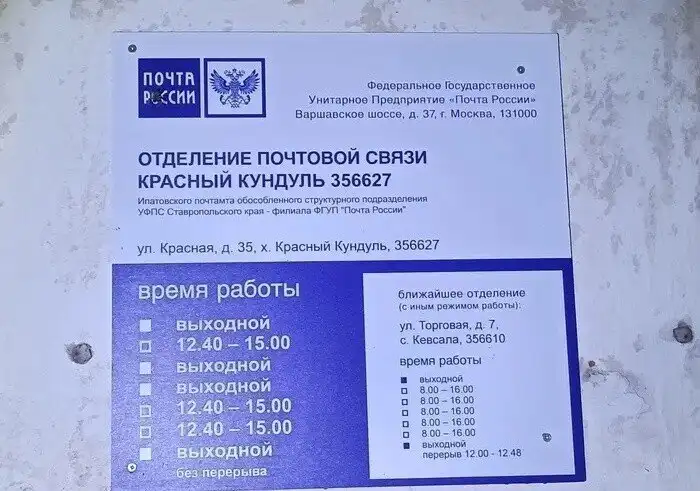 ПОЧТА
РОССИИ
Федеральное Государственное
Унитарное Предприятие «Почта России»
Варшавское шоссе, д. 37, г. Москва, 131000
ОТДЕЛЕНИЕ ПОЧТОВОЙ СВЯЗИ
КРАСНЫЙ КУНДУЛЬ 356627
Ипатовского почтамта обособленного структурного подразделения
УФПС Ставропольского края - филиала ФГУП "Почта России"
ул. Красная, д. 35, х. Красный Кундуль, 356627
время работы
выходной
12.40 – 15.00
выходной
выходной
12.40 – 15.00
12.40 – 15.00
выходной
без перерыва
ближайшее отделение
(с иным режимом работы):
ул. Торговая, д. 7,
с. Кевсала, 356610
время работы
выходной
8.00 – 16.00
8.00 – 16.00
8.00 – 16.00
8.00 – 16.00
8.00 – 16.00
выходной
перерыв 12.00 - 12.48